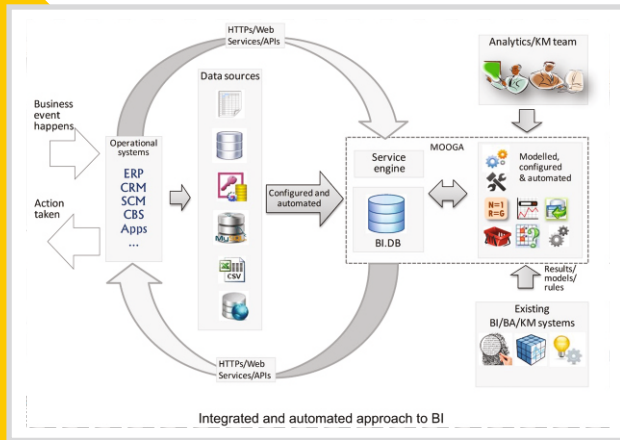 HTTPs/Web
Services/APIs
Analytics/KM team
Data sources
Business
event
happens
Operational
systems
ERP
CRM
SCM
CBS
Apps
...
Action
taken
Configured and
automated
MOOGA
Service
engine
BI.DB
Modelled,
configured
& automated
N=1
R=G
My
CSV
Results/
models/
rules
Existing
BI/BA/KM systems
HTTPs/Web
Services/APIs
Integrated and automated approach to BI